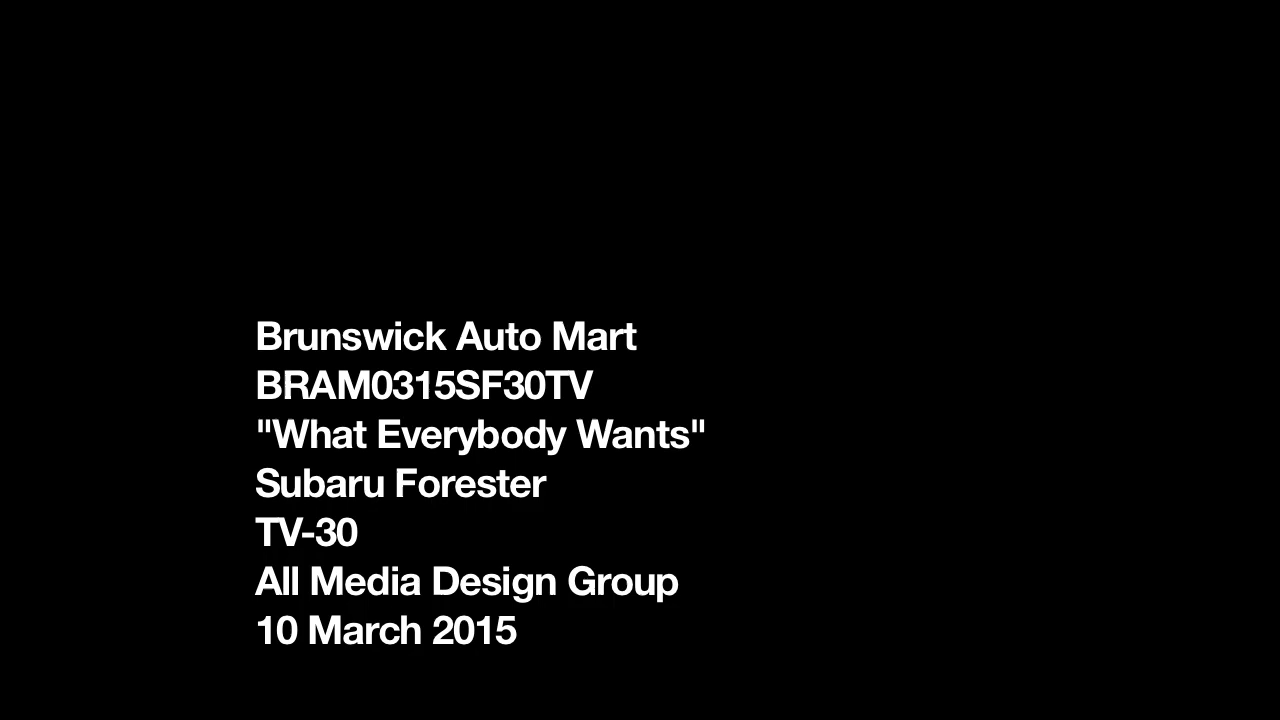 Brunswick Auto Mart
BRAM0315SF30TV
"What Everybody Wants"
Subaru Forester
TV-30
All Media Design Group
10 March 2015